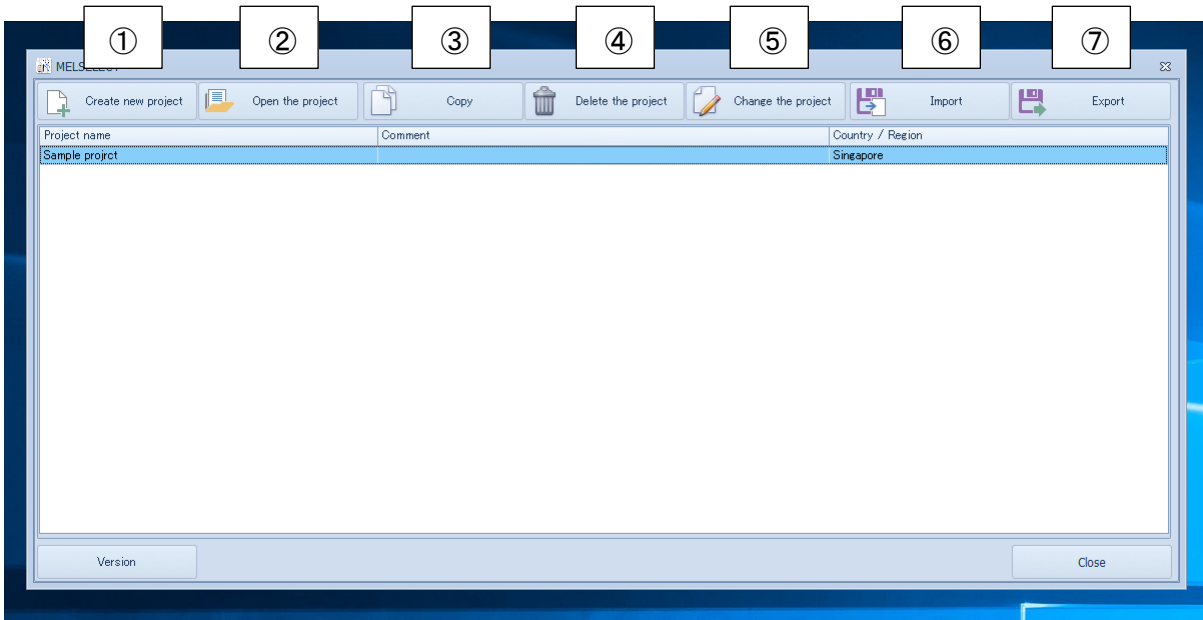 ① ② ③ ④ ⑤ ⑥ ⑦
MELSELECT
Create new project Open the project Copy Delete the project Change the project Import Export
Project name Comment Country / Region
Sample projrct Singapore
Version Close